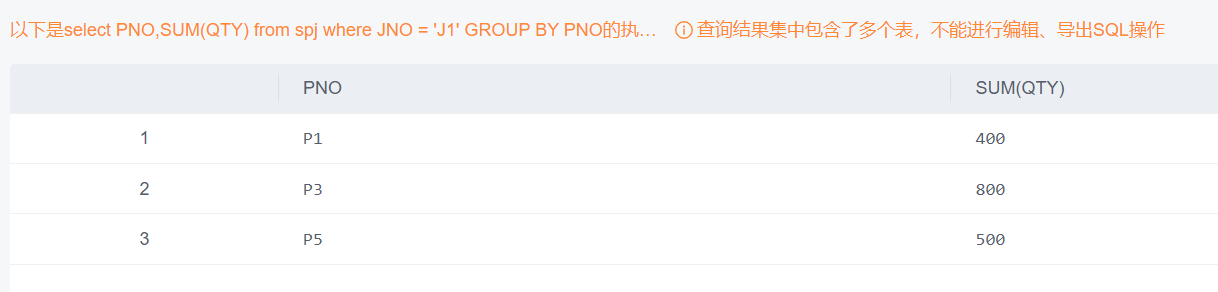 以下是select PNO,SUM(QTY) from spj where JNO = 'J1' GROUP BY PNO的执… 查询结果集中包含了多个表，不能进行编辑、导出SQL操作
PNO SUM(QTY)
1 P1 400
2 P3 800
3 P5 500